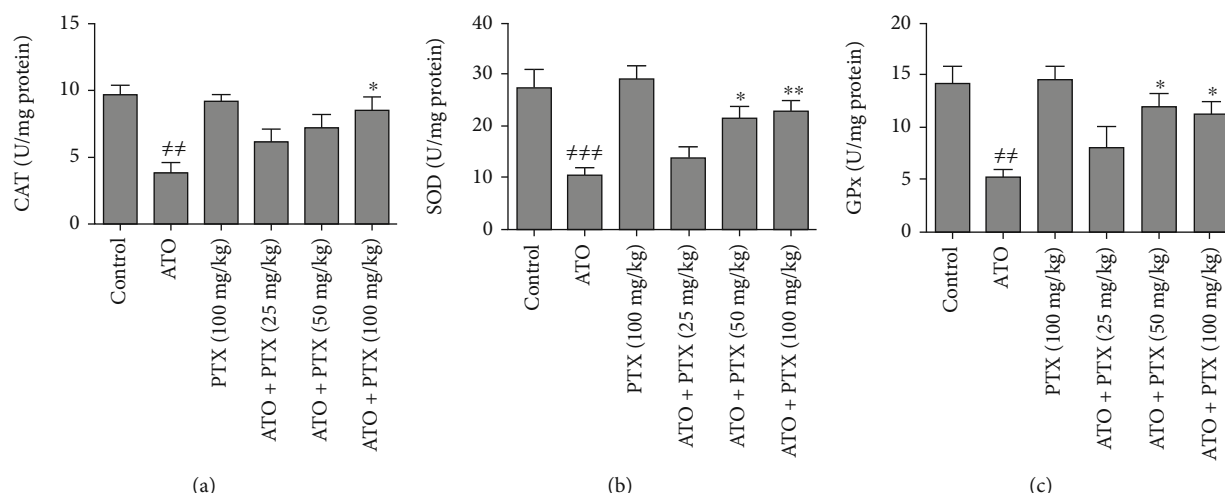 CAT (U/mg protein)
15
10
5
0
##
*
Control
ATO
PTX (100 mg/kg)
ATO + PTX (25 mg/kg)
ATO + PTX (50 mg/kg)
ATO + PTX (100 mg/kg)
(a)
SOD (U/mg protein)
40
30
20
10
0
###
*
**
Control
ATO
PTX (100 mg/kg)
ATO + PTX (25 mg/kg)
ATO + PTX (50 mg/kg)
ATO + PTX (100 mg/kg)
(b)
GPx (U/mg protein)
20
15
10
5
0
##
*
*
Control
ATO
PTX (100 mg/kg)
ATO + PTX (25 mg/kg)
ATO + PTX (50 mg/kg)
ATO + PTX (100 mg/kg)
(c)